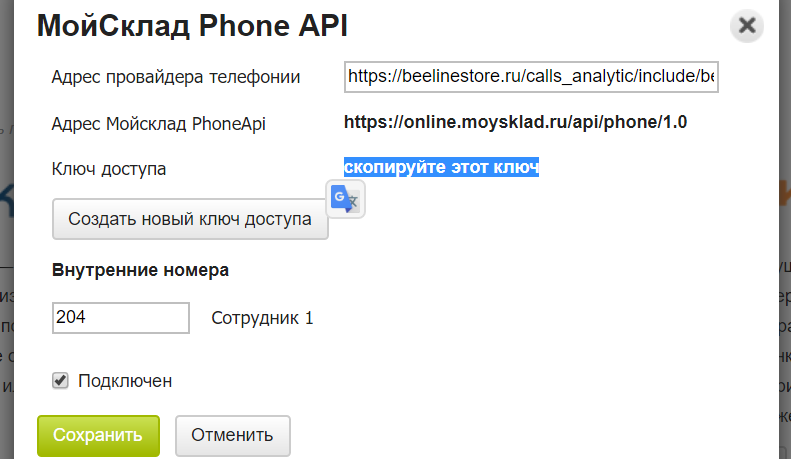 МойСклад Phone API
Адрес провайдера телефонии https://beelinestore.ru/calls_analytic/include/be
Адрес Мойсклад PhoneApi https://online.moysklad.ru/api/phone/1.0
Ключ доступа скопируйте этот ключ
Создать новый ключ доступа
Внутренние номера
204 Сотрудник 1
Подключен
Сохранить Отменить